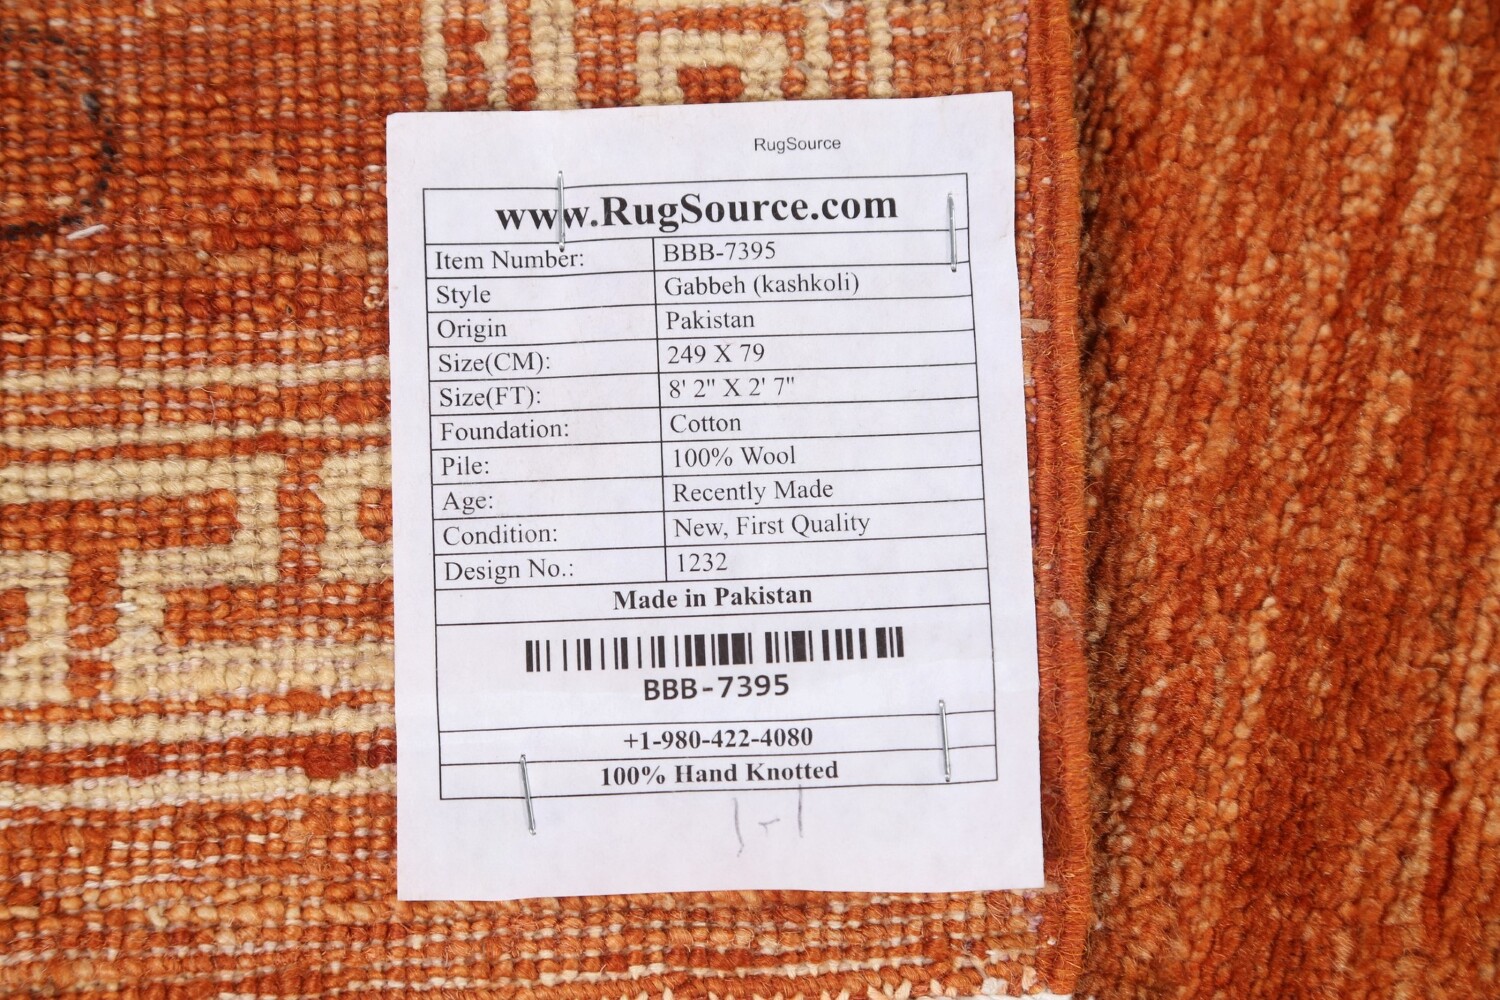 RugSource
www.RugSource.com
Item Number: BBB-7395
Style Gabbeh (kashkoli)
Origin Pakistan
Size(CM): 249 X 79
Size(FT): 8' 2" X 2' 7"
Foundation: Cotton
Pile: 100% Wool
Age: Recently Made
Condition: New, First Quality
Design No.: 1232
Made in Pakistan
BBB-7395
+1-980-422-4080
100% Hand Knotted
1-1